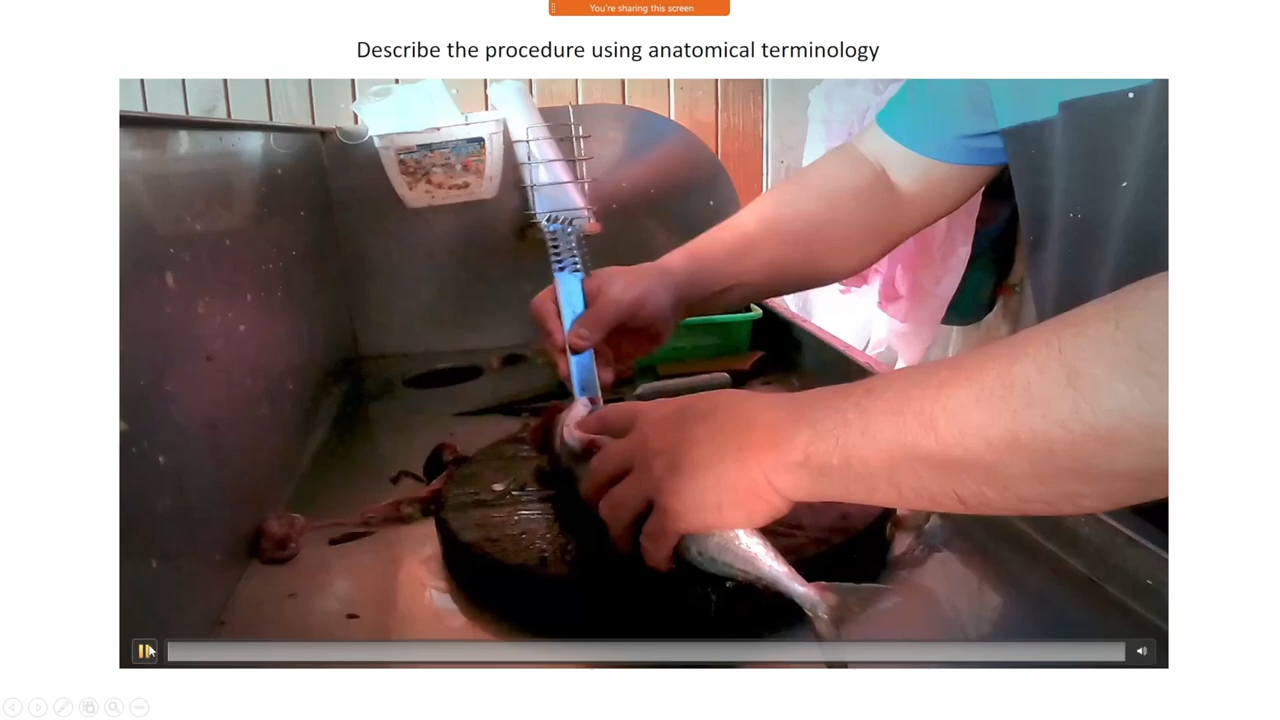 You're sharing this screen
Describe the procedure using anatomical terminology